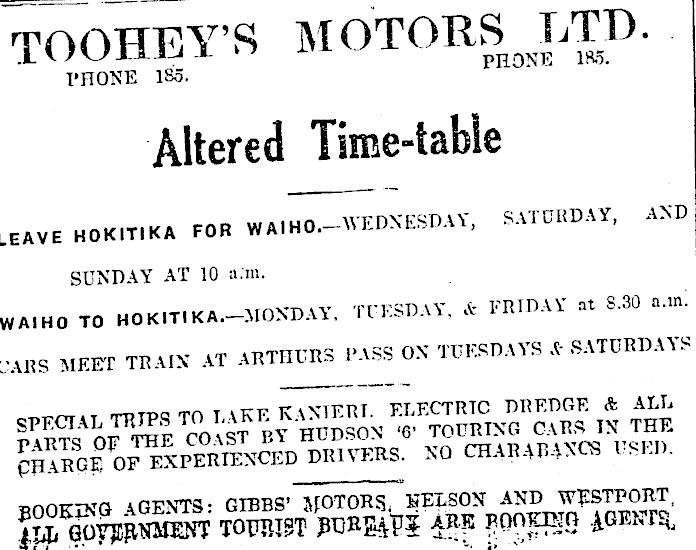 TOOHEY'S MOTORS LTD.
PHONE 185. PHONE 185.
Altered Time-table
LEAVE HOKITIKA FOR WAIHO.—WEDNESDAY, SATURDAY, AND
SUNDAY AT 10 a.m.
WAIHO TO HOKITIKA.—MONDAY, TUESDAY, & FRIDAY at 8.30 a.m.
CARS MEET TRAIN AT ARTHURS PASS ON TUESDAYS & SATURDAYS
SPECIAL TRIPS TO LAKE KANIERI. ELECTRIC DREDGE & ALL
PARTS OF THE COAST BY HUDSON '6' TOURING CARS IN THE
CHARGE OF EXPERIENCED DRIVERS. NO CHARABANCS USED.
BOOKING AGENTS: GIBBS' MOTORS, NELSON AND WESTPORT,
ALL GOVERNMENT TOURIST BUREAUX ARE BOOKING AGENTS,